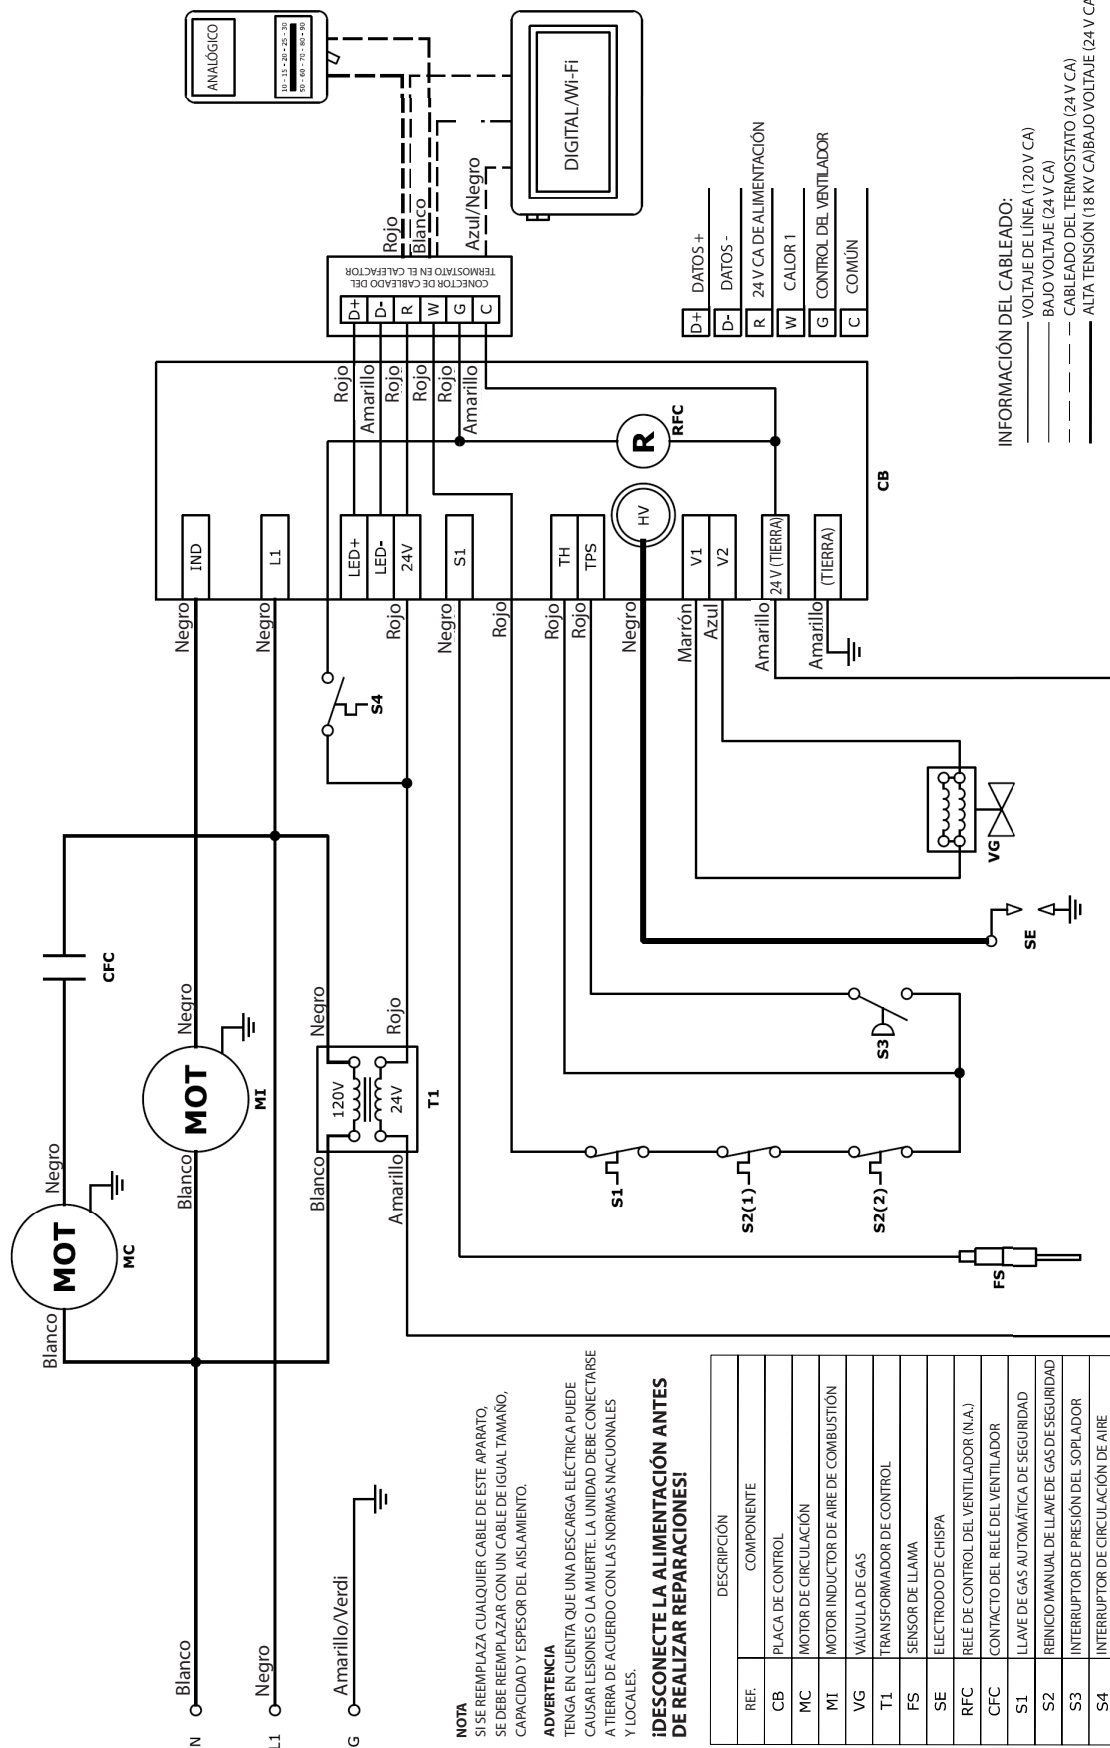 ANALÓGICO
10 - 15 - 20 - 25 - 30
50 - 60 - 70 - 80 - 90
DIGITAL/Wi-Fi
Rojo
Blanco
Azul/Negro
CONECTOR DE CABLEADO DEL
TERMOSTATO EN EL CALEFACTOR
D+
D-
R
W
G
C
D+ DATOS +
D- DATOS -
R 24 V CA DE ALIMENTACIÓN
W CALOR 1
G CONTROL DEL VENTILADOR
C COMÚN
INFORMACIÓN DEL CABLEADO:
VOLTAJE DE LÍNEA (120 V CA)
BAJO VOLTAJE (24 V CA)
CABLEADO DEL TERMOSTATO (24 V CA)
ALTA TENSIÓN (18 KV CA)BAJO VOLTAJE (24 V CA
Rojo
Amarillo
Rojo
Rojo
Rojo
Amarillo
R
RFC
HV
CB
IND
L1
LED+
LED-
24V
S1
TH
TPS
V1
V2
24 V (TIERRA)
(TIERRA)
Negro
Negro
Rojo
Negro
Rojo
Rojo
Rojo
Negro
Marrón
Azul
Amarillo
Amarillo
S4
VG
SE
S3
CFC
Negro
Negro
Negro
Rojo
MOT
MC
MOT
MI
120V
24V
T1
Blanco
Blanco
Blanco
Amarillo
S1
S2(1)
S2(2)
FS
N
Blanco
L1
Negro
G
Amarillo/Verdi
NOTA
SI SE REEMPLAZA CUALQUIER CABLE DE ESTE APARATO,
SE DEBE REEMPLAZAR CON UN CABLE DE IGUAL TAMAÑO,
CAPACIDAD Y ESPESOR DEL AISLAMIENTO.
ADVERTENCIA
TENGA EN CUENTA QUE UNA DESCARGA ELÉCTRICA PUEDE
CAUSAR LESIONES O LA MUERTE. LA UNIDAD DEBE CONECTARSE
A TIERRA DE ACUERDO CON LAS NORMAS NACUONALES
Y LOCALES.
¡DESCONECTE LA ALIMENTACIÓN ANTES
DE REALIZAR REPARACIONES!
DESCRIPCIÓN
REF. COMPONENTE
CB PLACA DE CONTROL
MC MOTOR DE CIRCULACIÓN
MI MOTOR INDUCTOR DE AIRE DE COMBUSTIÓN
VG VÁLVULA DE GAS
T1 TRANSFORMADOR DE CONTROL
FS SENSOR DE LLAMA
SE ELECTRODO DE CHISPA
RFC RELÉ DE CONTROL DEL VENTILADOR (N.A.)
CFC CONTACTO DEL RELÉ DEL VENTILADOR
S1 LLAVE DE GAS AUTOMÁTICA DE SEGURIDAD
S2 REINICIO MANUAL DE LLAVE DE GAS DE SEGURIDAD
S3 INTERRUPTOR DE PRESIÓN DEL SOPLADOR
S4 INTERRUPTOR DE CIRCULACIÓN DE AIRE